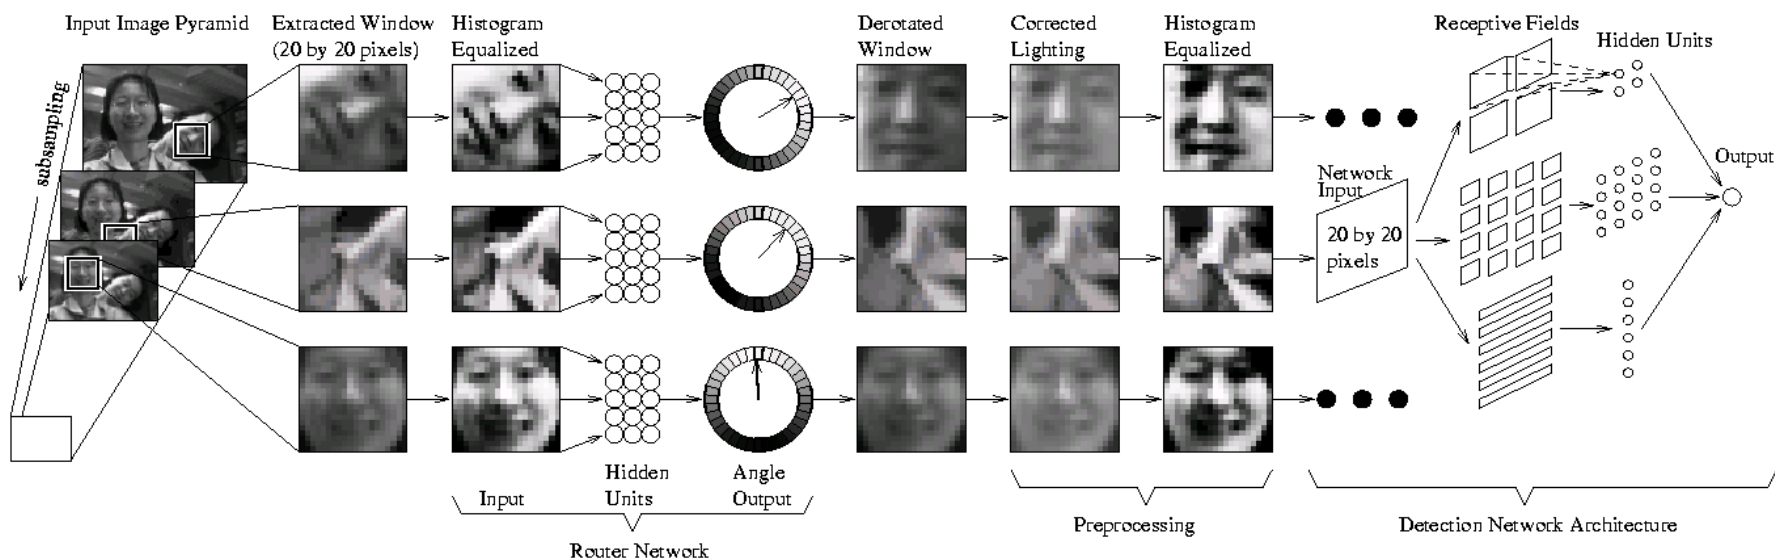 Input Image Pyramid
Extracted Window
(20 by 20 pixels)
Histogram
Equalized
Derotated
Window
Corrected
Lighting
Histogram
Equalized
Receptive Fields
Hidden Units
subsampling
Network
Input
20 by 20
pixels
Output
Input
Hidden
Units
Angle
Output
Router Network
Preprocessing
Detection Network Architecture